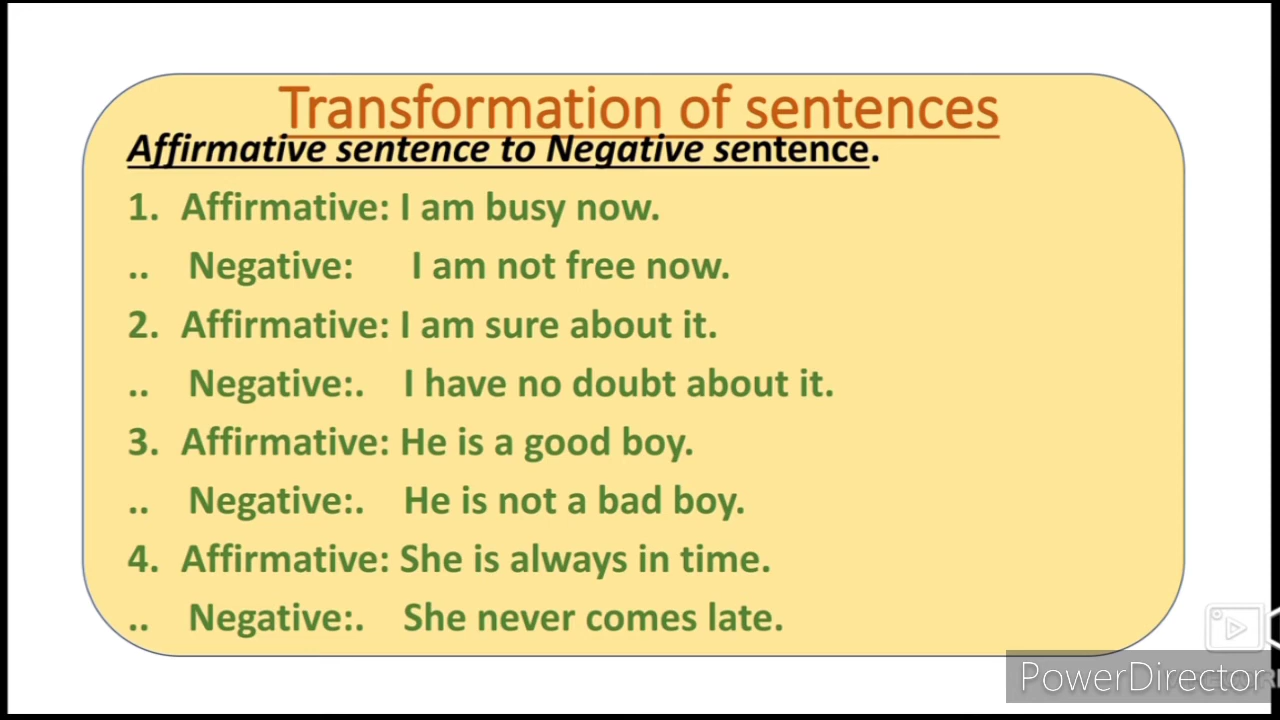 Transformation of sentences
Affirmative sentence to Negative sentence.
1. Affirmative: I am busy now.
.. Negative: I am not free now.
2. Affirmative: I am sure about it.
.. Negative:. I have no doubt about it.
3. Affirmative: He is a good boy.
.. Negative:. He is not a bad boy.
4. Affirmative: She is always in time.
.. Negative:. She never comes late.
PowerDirector